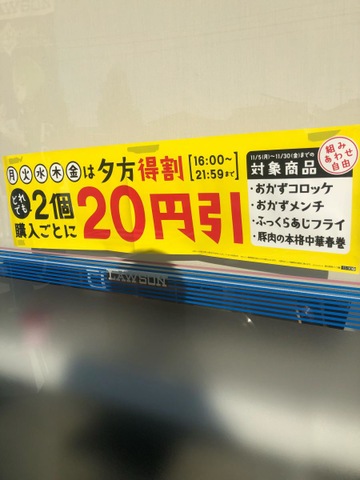 月火水木金は夕方得割[16:00~21:59まで]
どれでも2個購入ごとに20円引
11/5(月)~11/30(金)までの
対象商品
組みあわせ自由
・おかずコロッケ
・おかずメンチ
・ふっくらあじフライ
・豚肉の本格中華春巻
LAWSON